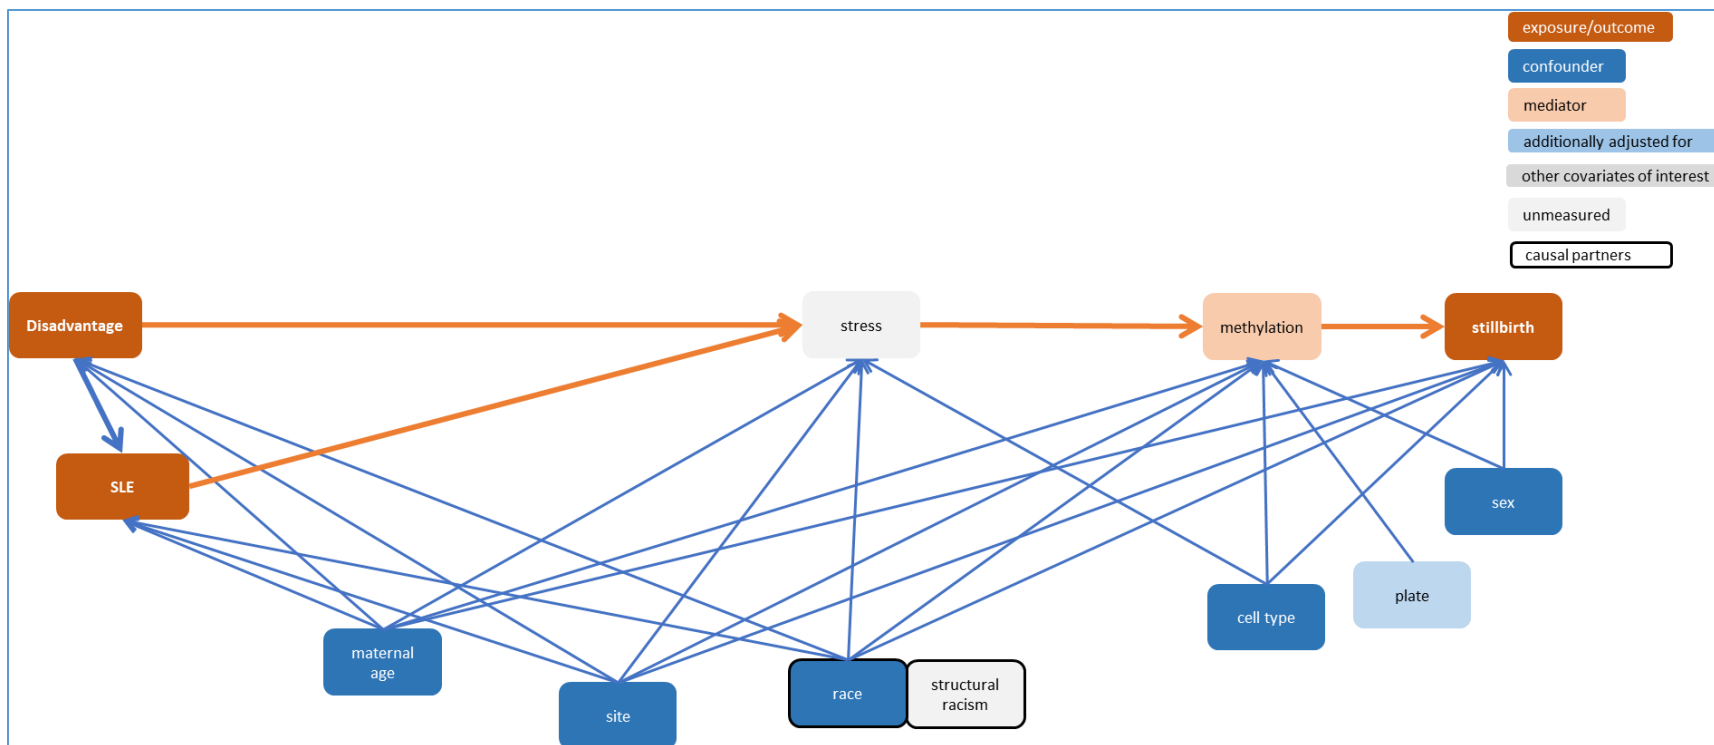 exposure/outcome
confounder
mediator
additionally adjusted for
other covariates of interest
unmeasured
causal partners
Disadvantage
stress
methylation
stillbirth
SLE
sex
plate
cell type
maternal
age
race
structural
racism
site